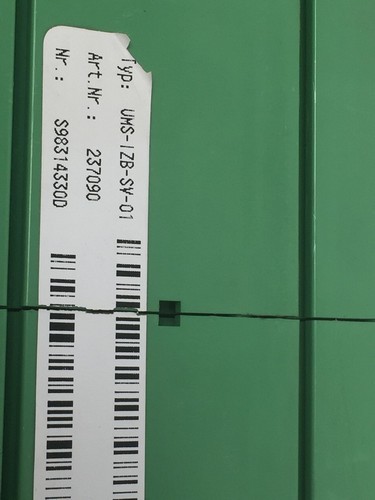 Typ: UMS-IZB-SV-01
Art.Nr.: 237090
Nr.: S98314330D